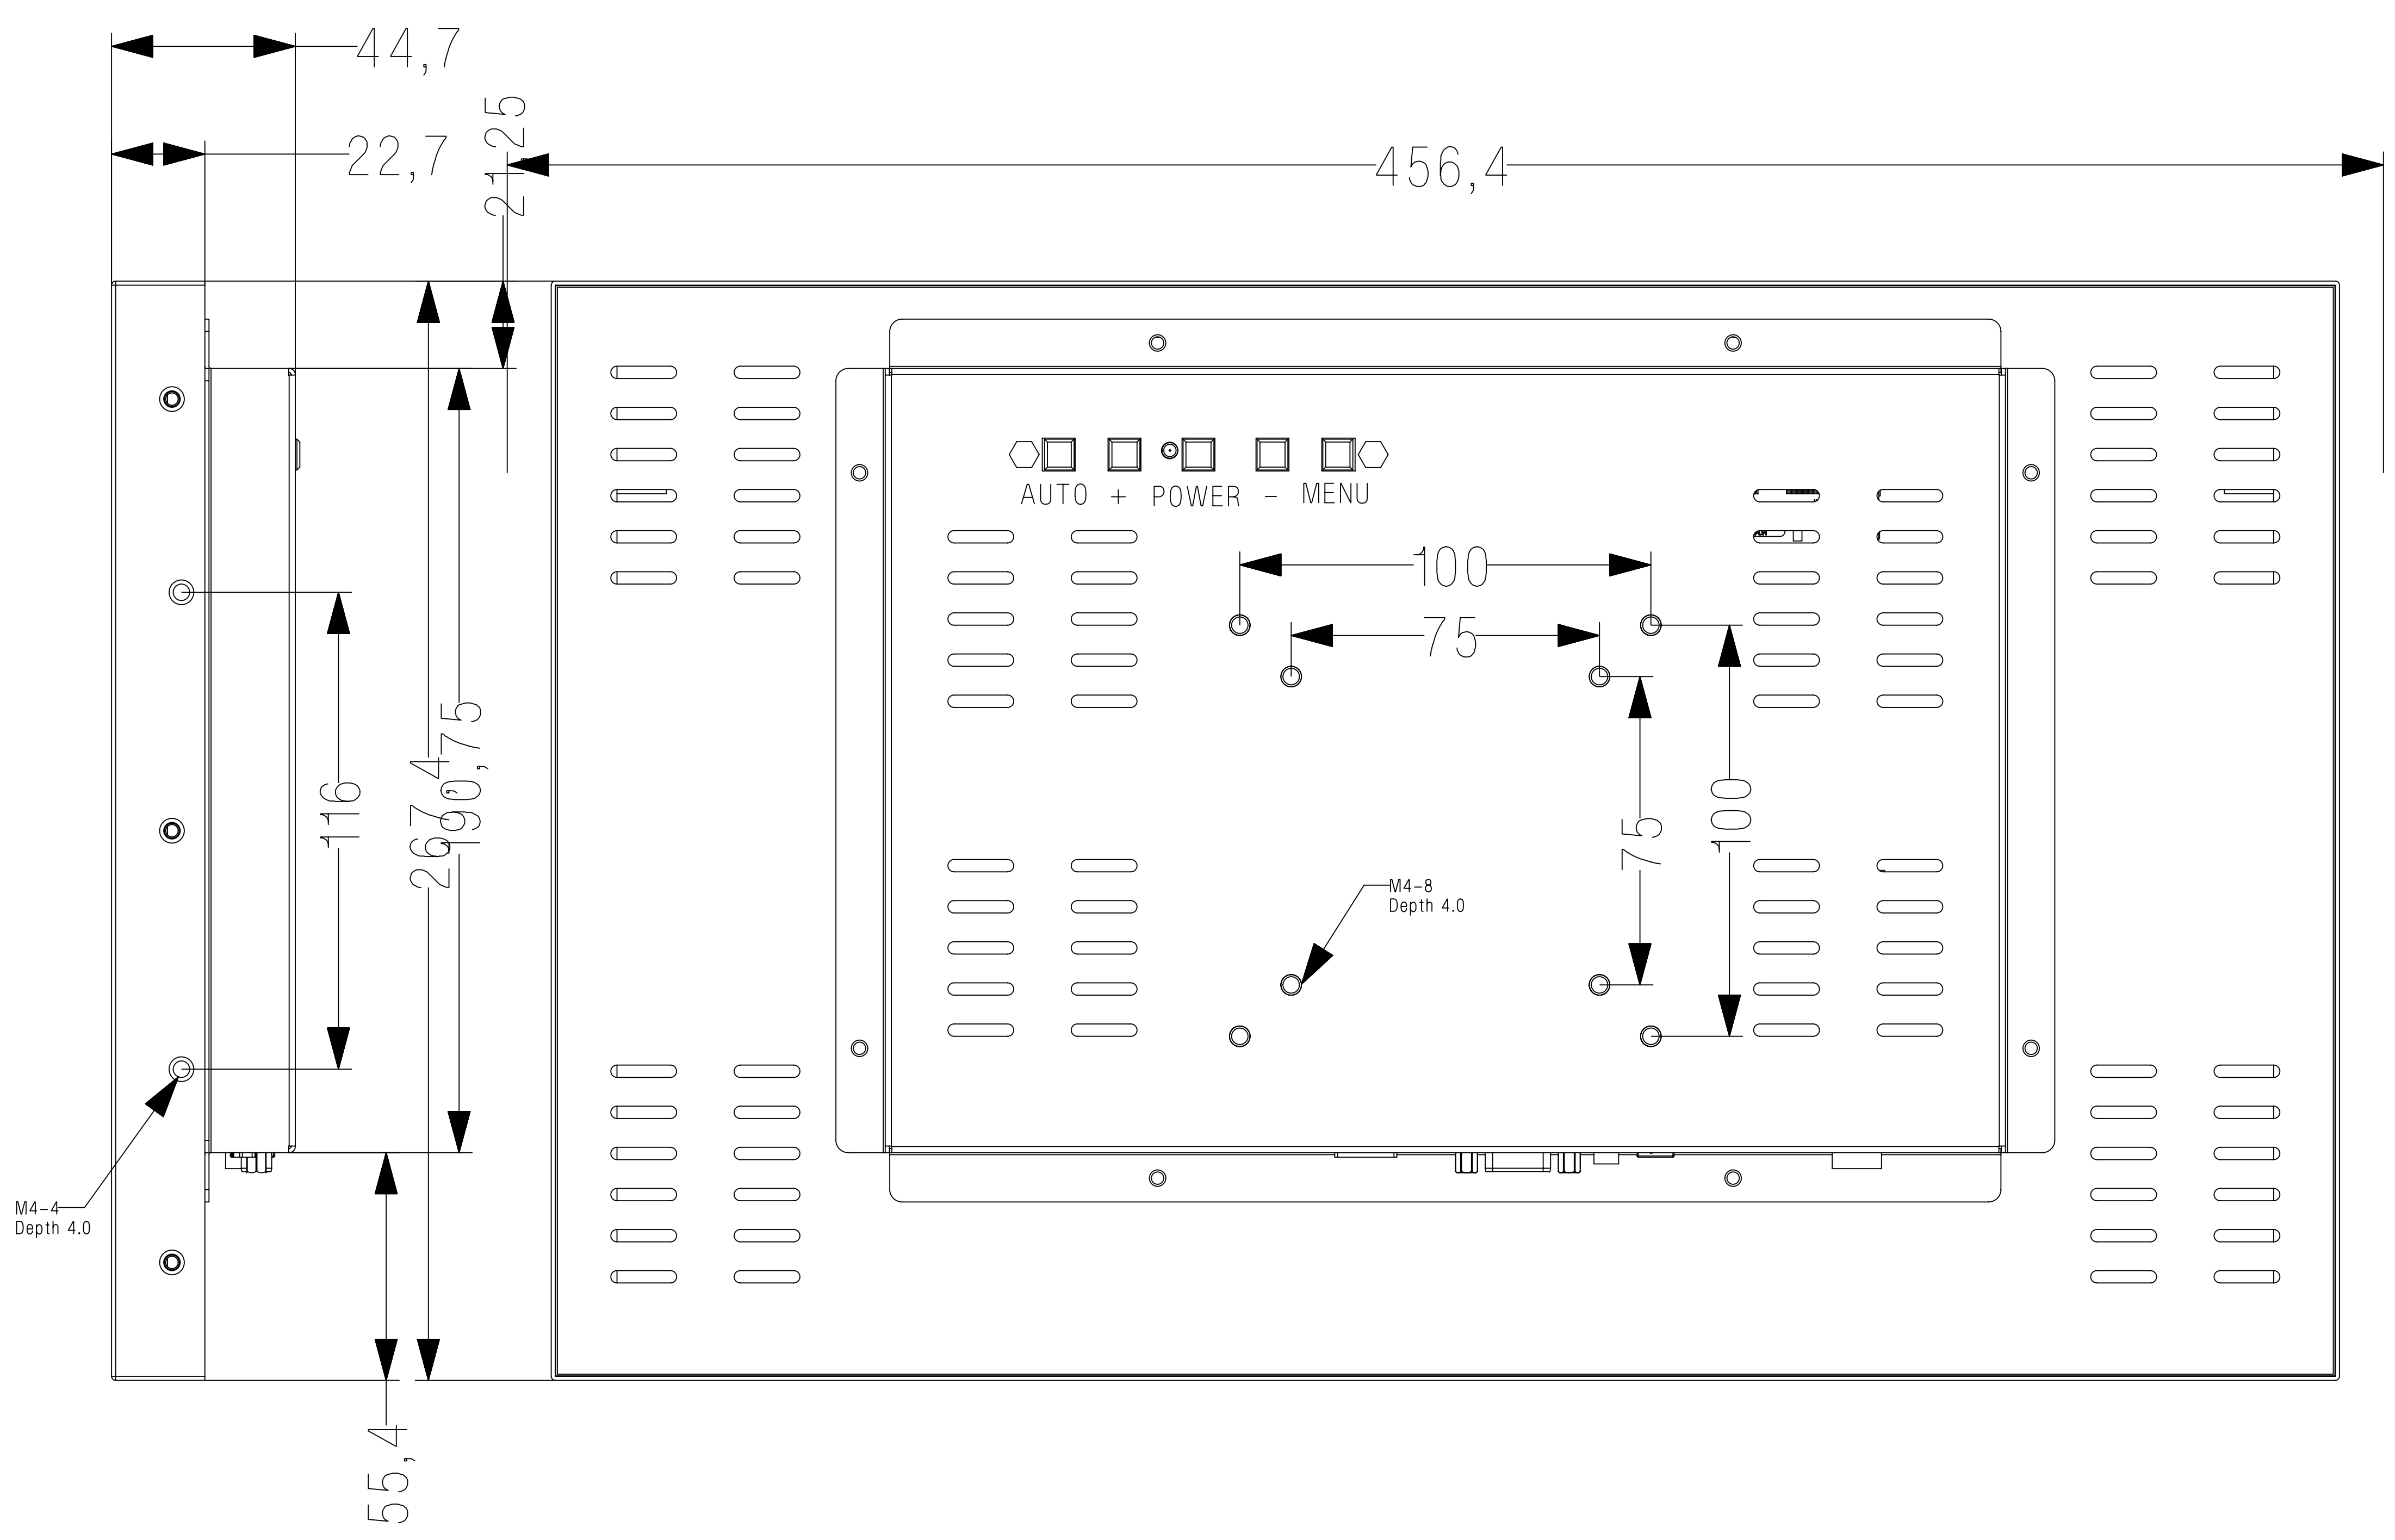 44,7
21,25
22,7
456,4
AUTO + POWER - MENU
100
75
190,75
116
267,4
75
100
M4-8
Depth 4.0
M4-4
Depth 4.0
55,4